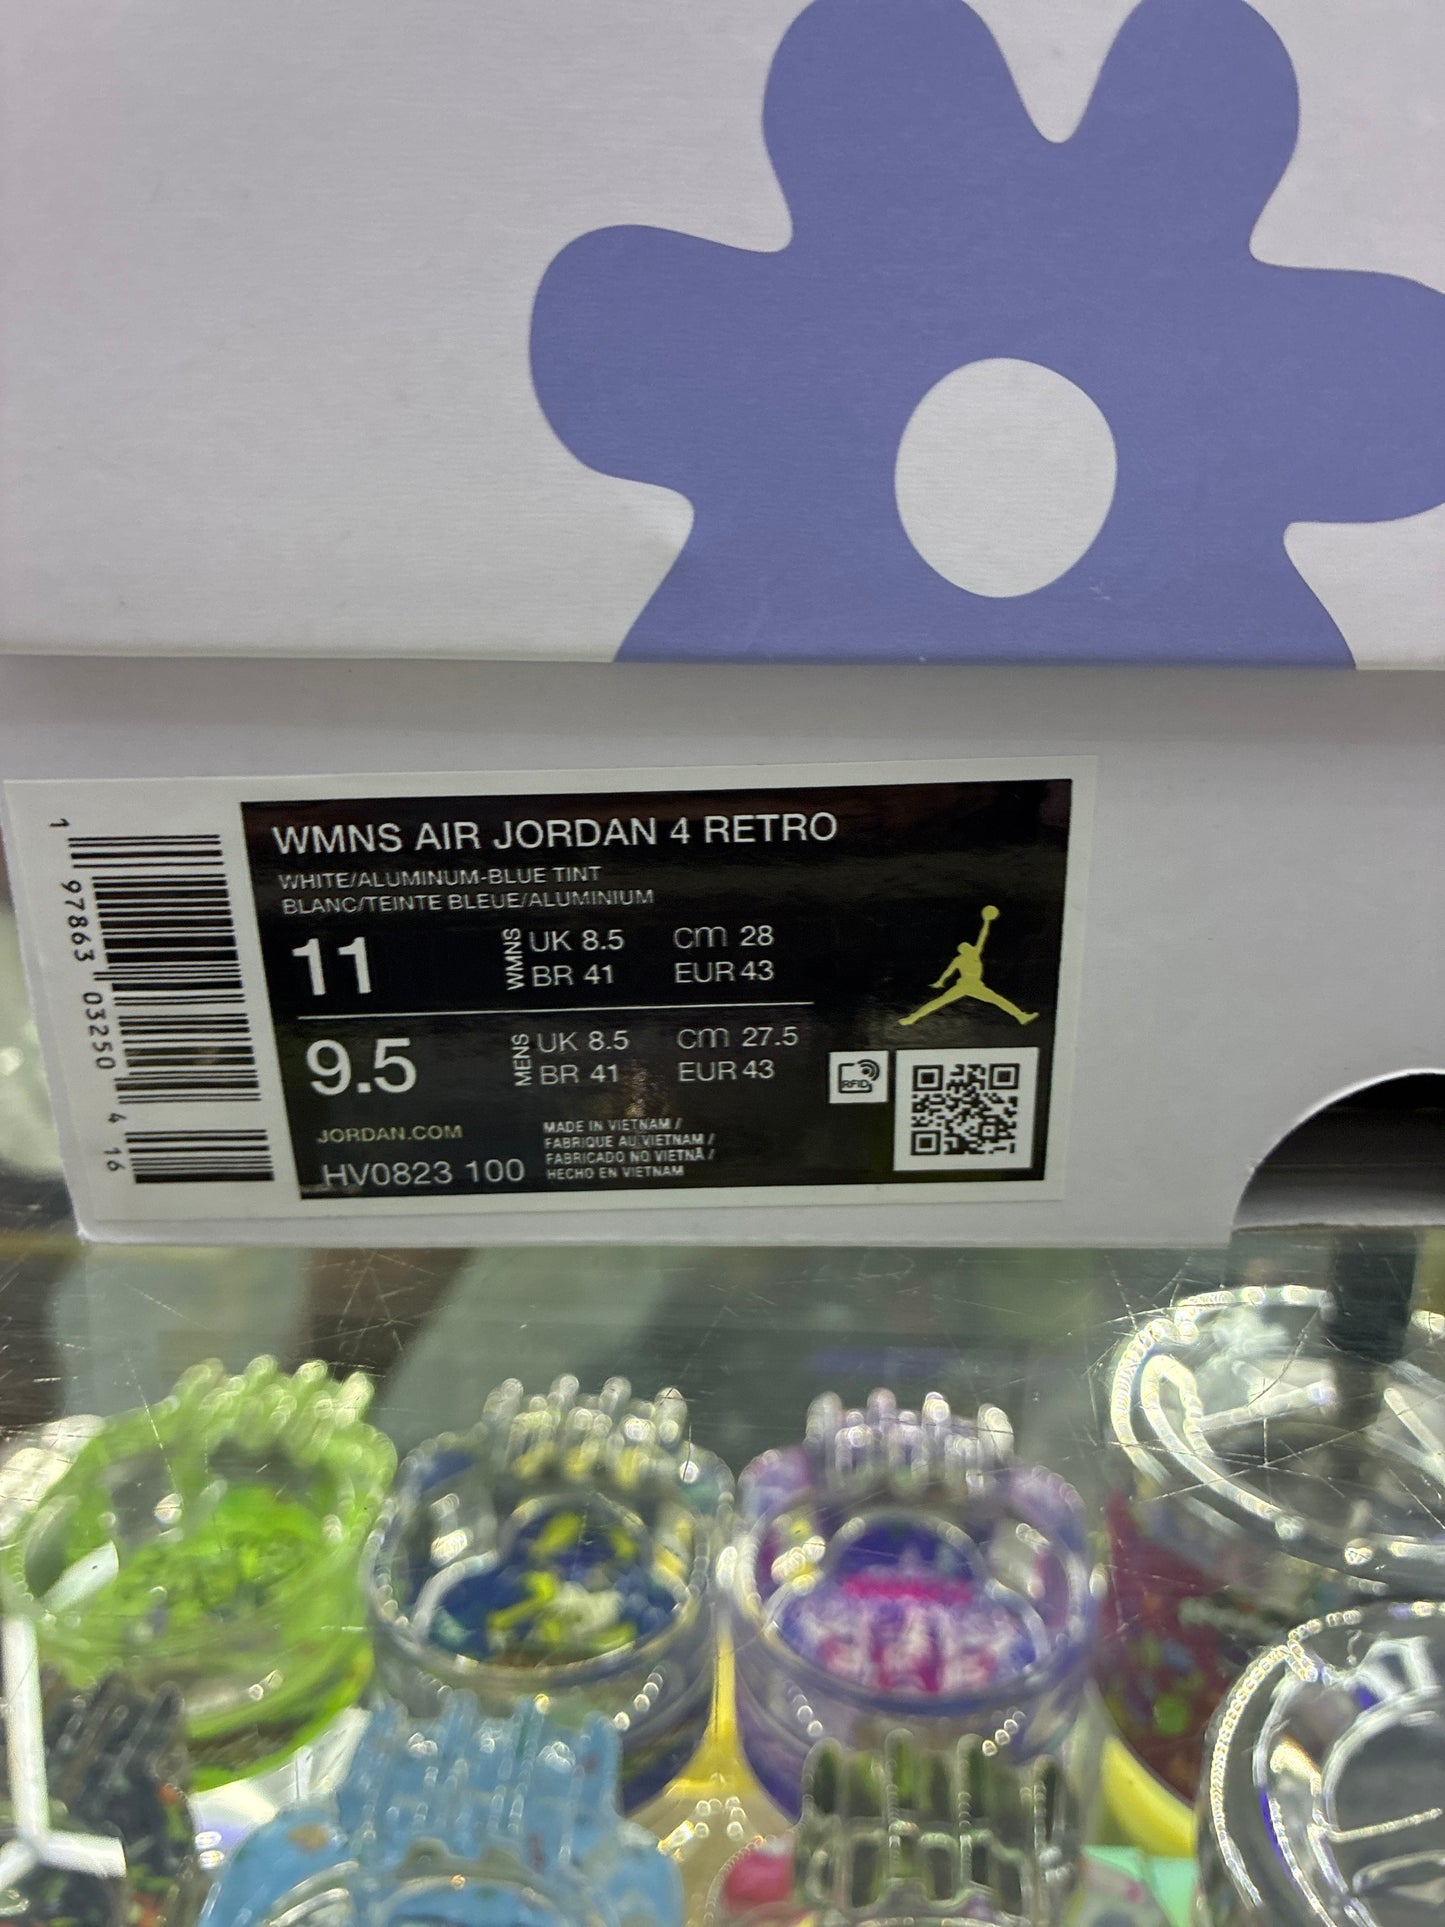 WMNS AIR JORDAN 4 RETRO
WHITE/ALUMINUM-BLUE TINT
BLANC/TEINTE BLEUE/ALUMINIUM
11
WMNS
UK 8.5
cm 28
BR 41
EUR 43
9.5
MENS
UK 8.5
cm 27.5
BR 41
EUR 43
RFID
JORDAN.COM
HV0823 100
MADE IN VIETNAM /
FABRIQUE AU VIETNAM /
FABRICADO NO VIETNÃ /
HECHO EN VIETNAM
1 97863 03250 4 16